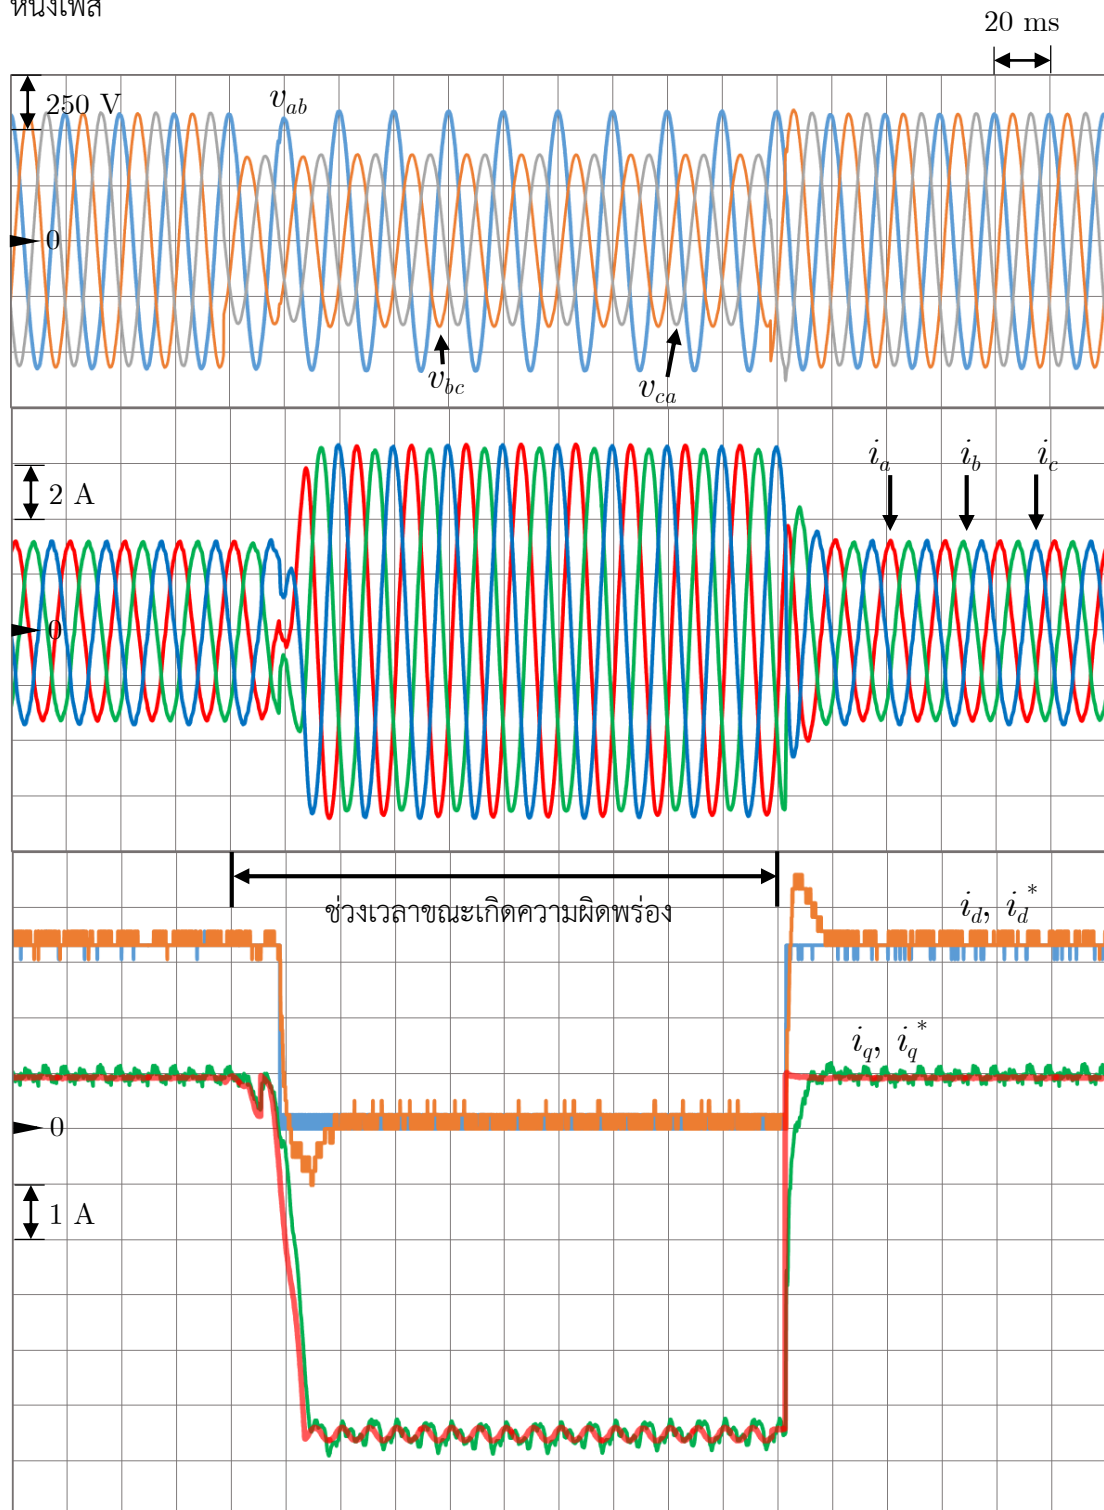 หนึ่งเฟส
20 ms
250 V
v_ab
0
v_bc
v_ca
i_a
i_b
i_c
2 A
0
ช่วงเวลาขณะเกิดความผิดพร่อง
i_d, i_d^*
i_q, i_q^*
0
1 A